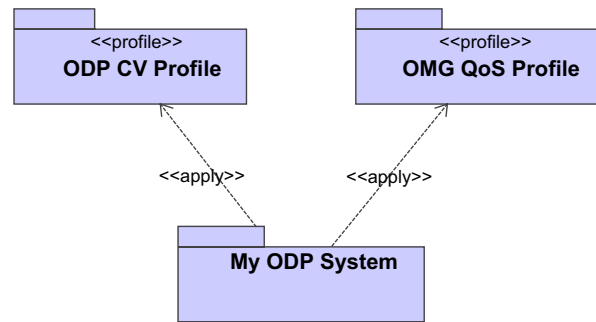 <<profile>>
ODP CV Profile
<<profile>>
OMG QoS Profile
<<apply>>
<<apply>>
My ODP System